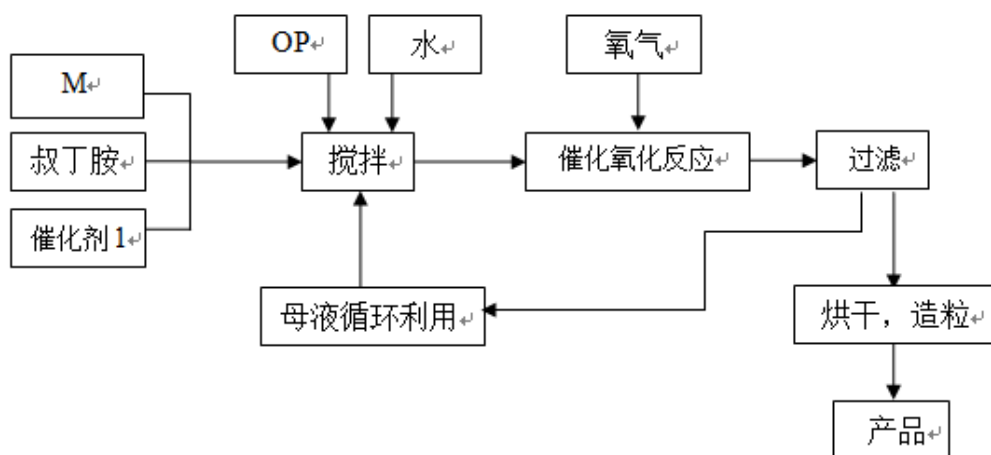 OP
水
氧气
M
叔丁胺
搅拌
催化氧化反应
过滤
催化剂1
母液循环利用
烘干，造粒
产品